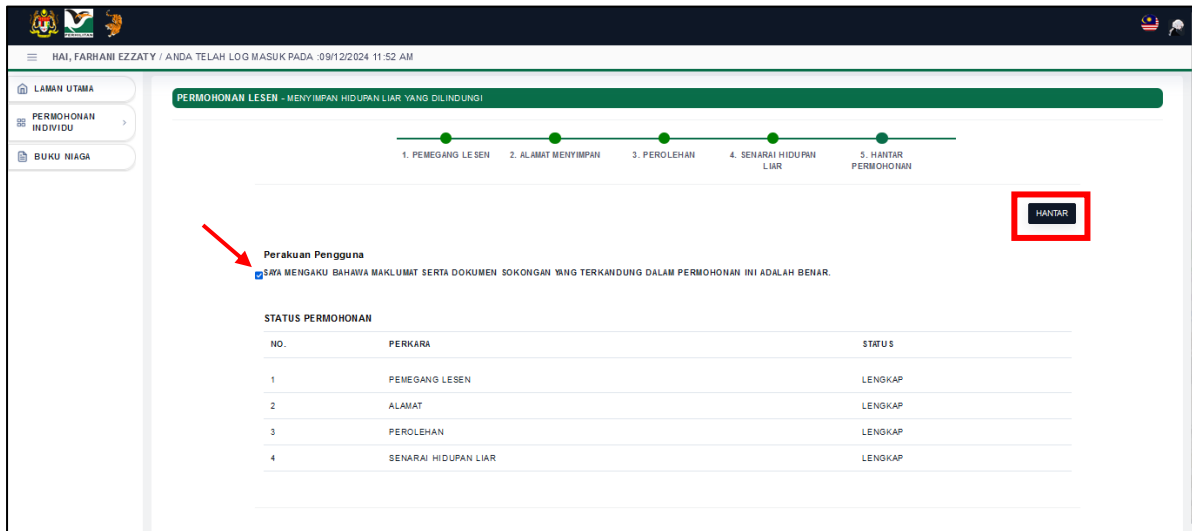 PERHILITAN
HAI, FARHANI EZZATY / ANDA TELAH LOG MASUK PADA :09/12/2024 11:52 AM
LAMAN UTAMA
PERMOHONAN
INDIVIDU
BUKU NIAGA
PERMOHONAN LESEN - MENYIMPAN HIDUPAN LIAR YANG DILINDUNGI
1. PEMEGANG LESEN
2. ALAMAT MENYIMPAN
3. PEROLEHAN
4. SENARAI HIDUPAN
LIAR
5. HANTAR
PERMOHONAN
HANTAR
Perakuan Pengguna
SAYA MENGAKU BAHAWA MAKLUMAT SERTA DOKUMEN SOKONGAN YANG TERKANDUNG DALAM PERMOHONAN INI ADALAH BENAR.
STATUS PERMOHONAN
NO. PERKARA STATUS
1 PEMEGANG LESEN LENGKAP
2 ALAMAT LENGKAP
3 PEROLEHAN LENGKAP
4 SENARAI HIDUPAN LIAR LENGKAP